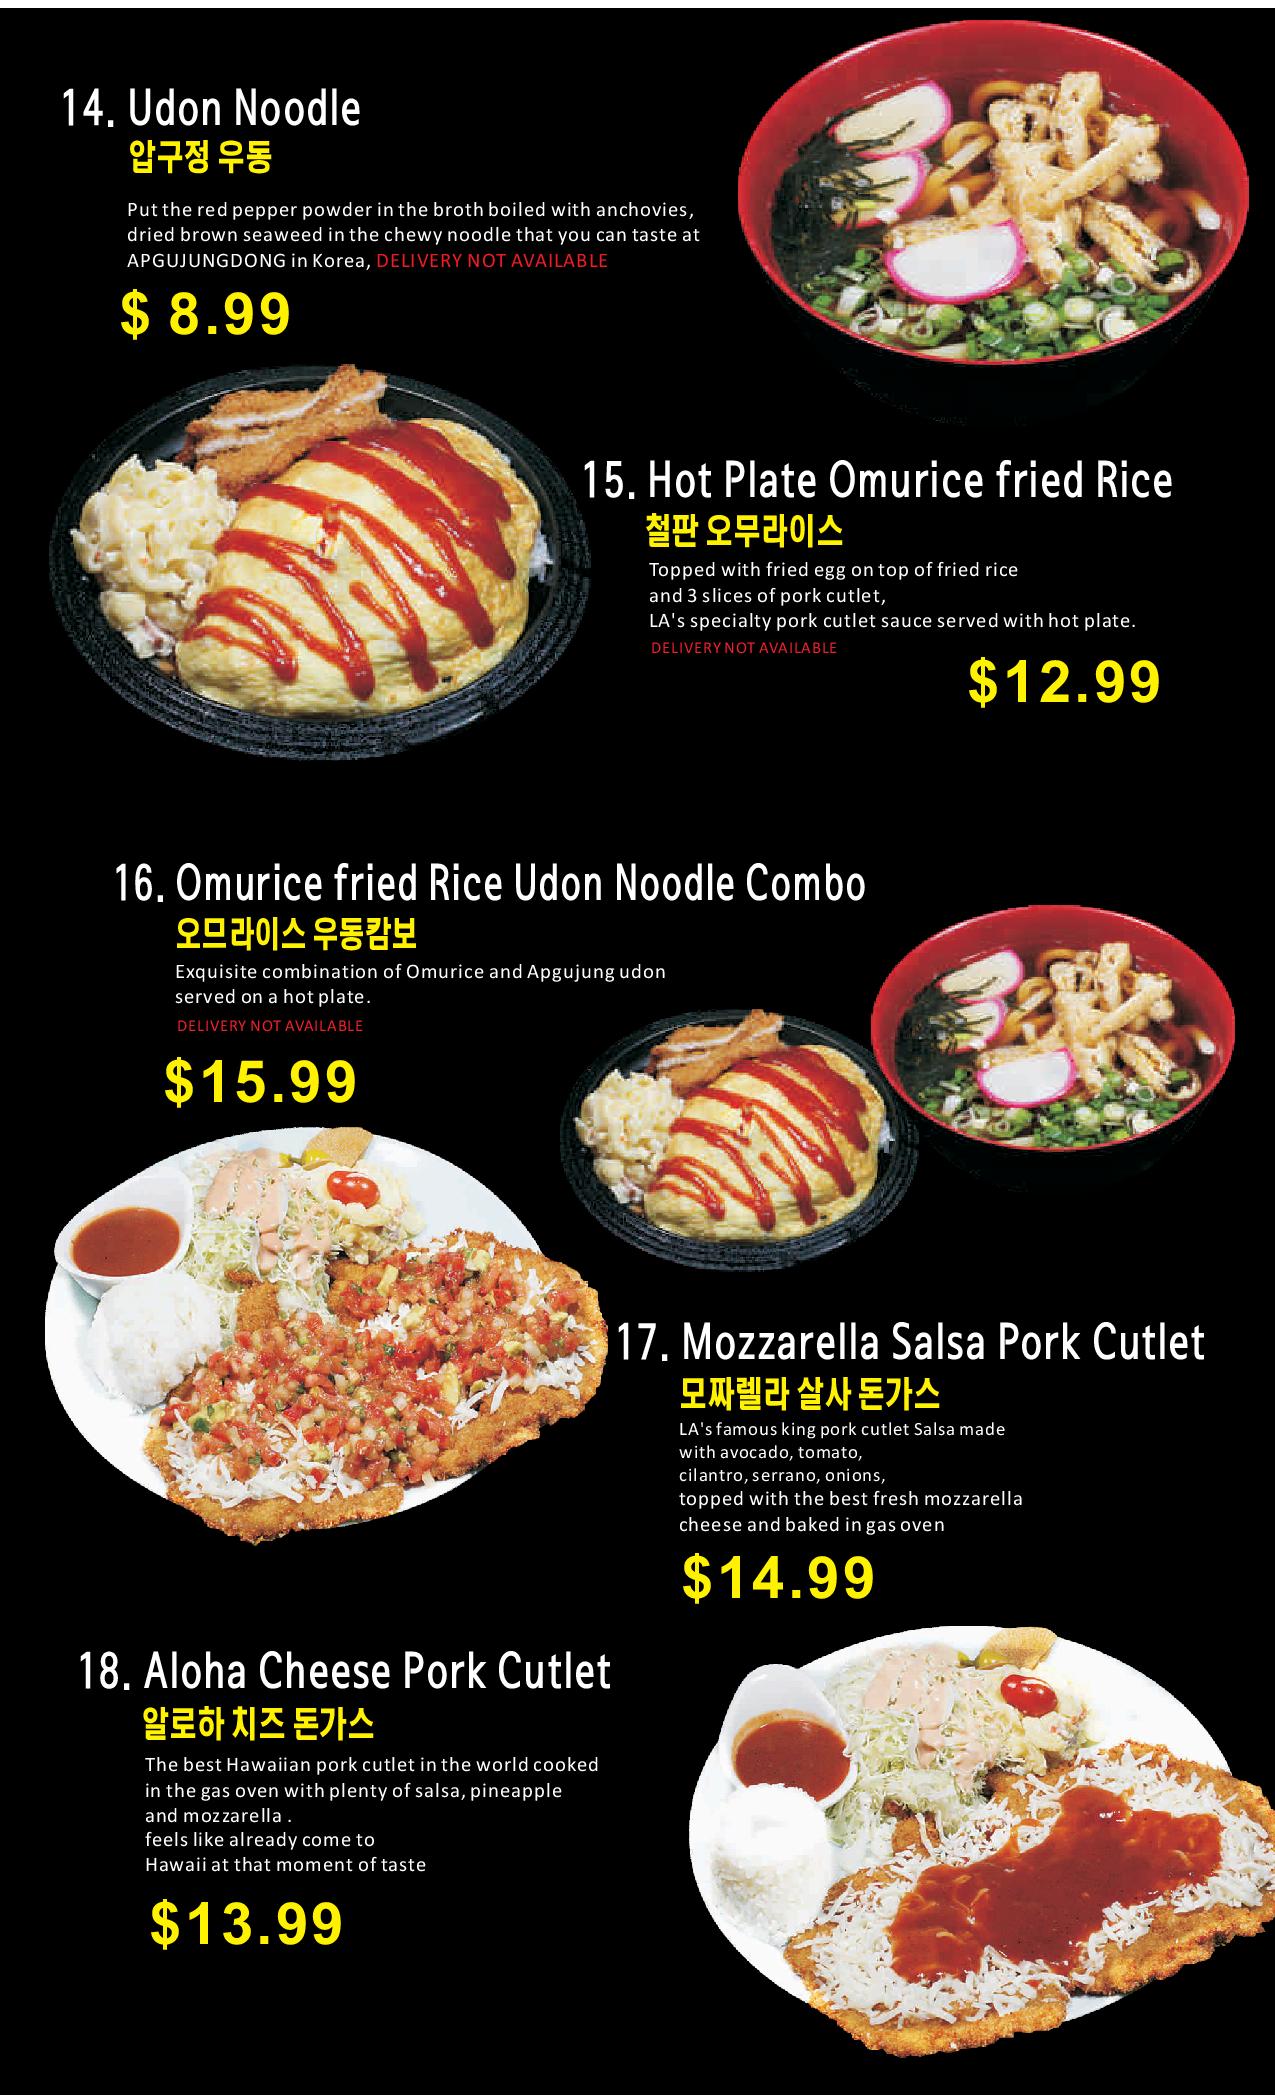 14. Udon Noodle
압구정 우동
Put the red pepper powder in the broth boiled with anchovies,
dried brown seaweed in the chewy noodle that you can taste at
APGUJUNGDONG in Korea, DELIVERY NOT AVAILABLE
$ 8.99
15. Hot Plate Omurice fried Rice
철판 오무라이스
Topped with fried egg on top of fried rice
and 3 slices of pork cutlet,
LA's specialty pork cutlet sauce served with hot plate.
DELIVERY NOT AVAILABLE
$12.99
16. Omurice fried Rice Udon Noodle Combo
오므라이스 우동캄보
Exquisite combination of Omurice and Apgujung udon
served on a hot plate.
DELIVERY NOT AVAILABLE
$15.99
17. Mozzarella Salsa Pork Cutlet
모짜렐라 살사 돈가스
LA's famous king pork cutlet Salsa made
with avocado, tomato,
cilantro, serrano, onions,
topped with the best fresh mozzarella
cheese and baked in gas oven
$14.99
18. Aloha Cheese Pork Cutlet
알로하 치즈 돈가스
The best Hawaiian pork cutlet in the world cooked
in the gas oven with plenty of salsa, pineapple
and mozzarella .
feels like already come to
Hawaii at that moment of taste
$13.99